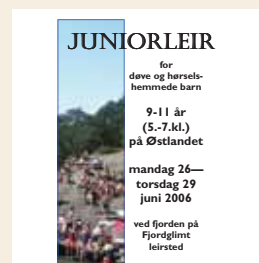 JUNIORLEIR
for
døve og hørsels-
hemmede barn
9-11 år
(5.-7.kl.)
på Østlandet
mandag 26—
torsdag 29
juni 2006
ved fjorden på
Fjordglimt
leirsted